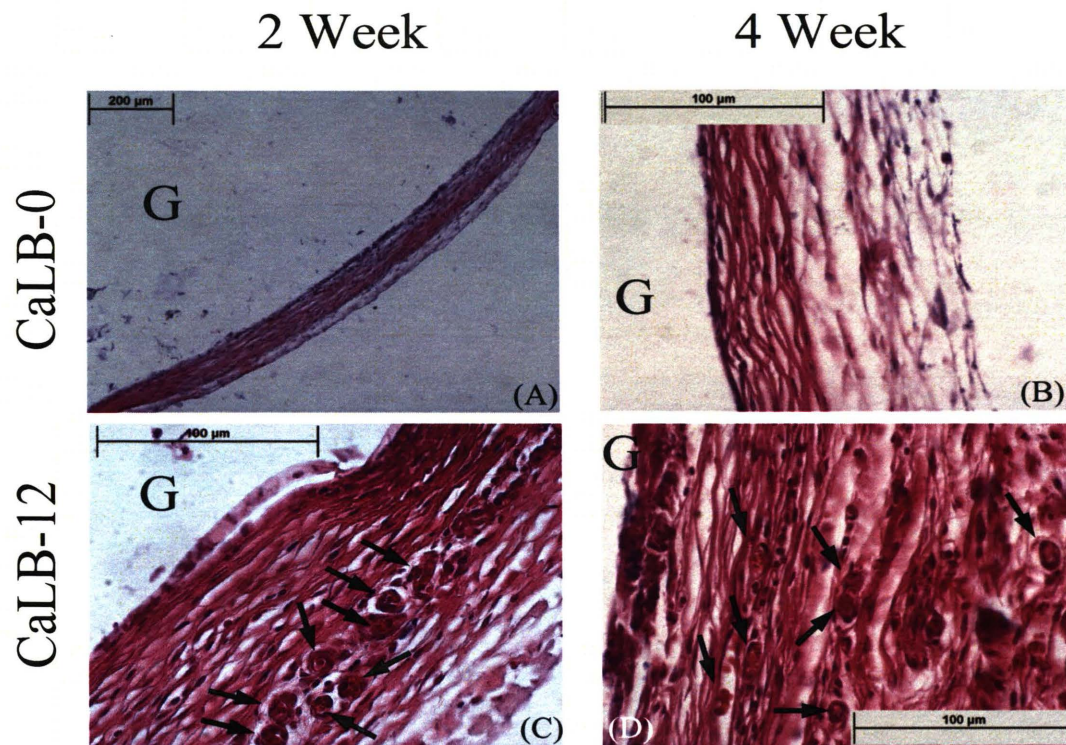 2 Week
4 Week
CaLB-0
200 µm
G
(A)
100 µm
G
(B)
CaLB-12
400 µm
G
(C)
G
(D)
100 µm